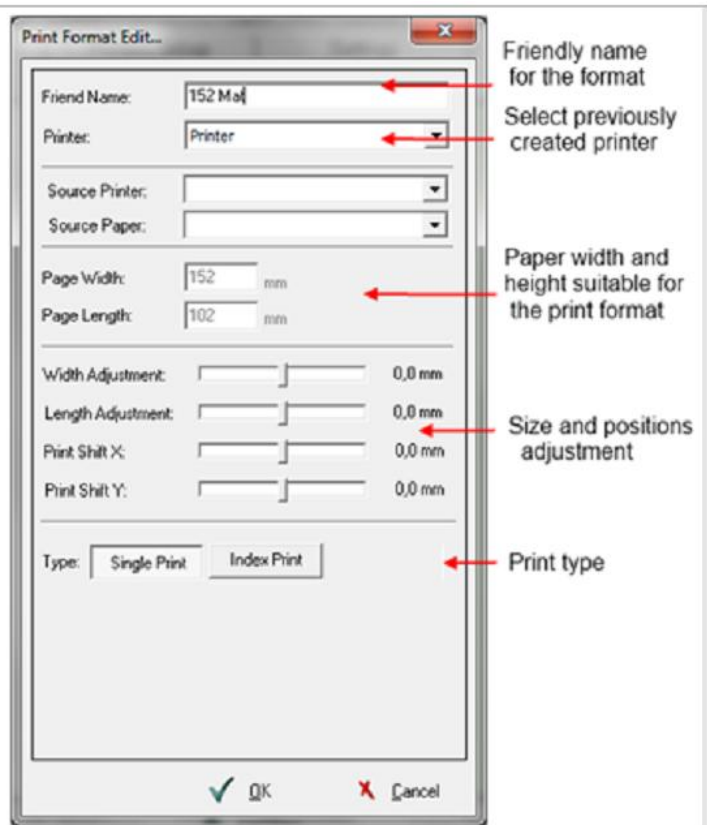 Print Format Edit...
Friend Name:
152 Mat
Friendly name
for the format
Printer:
Printer
Select previously
created printer
Source Printer:
Source Paper:
Page Width:
152
mm
Page Length:
102
mm
Paper width and
height suitable for
the print format
Width Adjustment:
0,0 mm
Length Adjustment:
0,0 mm
Print Shift X:
0,0 mm
Print Shift Y:
0,0 mm
Size and positions
adjustment
Type:
Single Print
Index Print
Print type
OK
Cancel